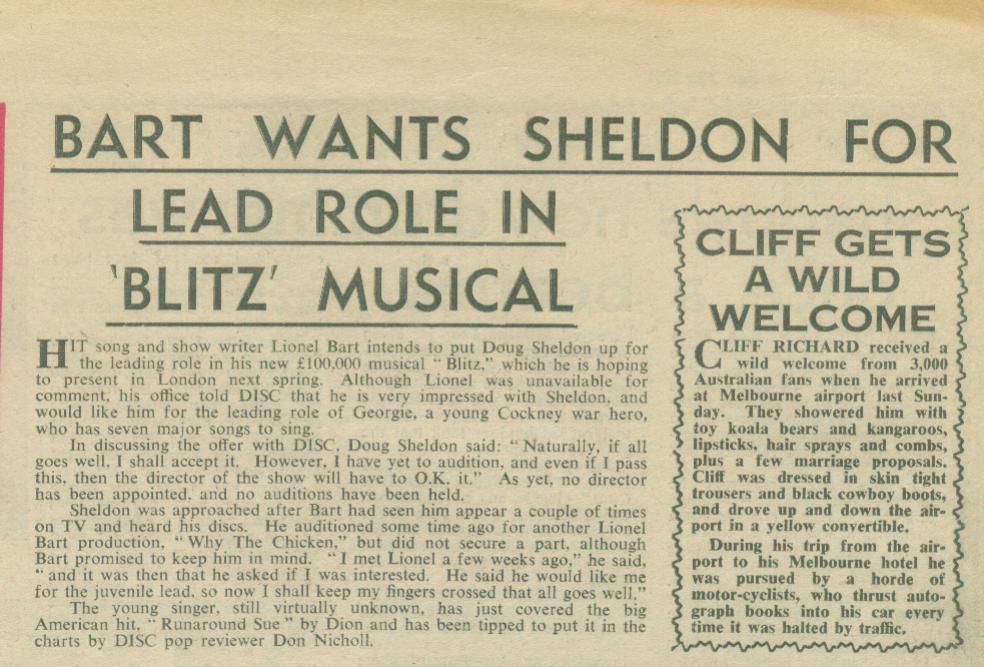 BART WANTS SHELDON FOR
LEAD ROLE IN
'BLITZ' MUSICAL
HIT song and show writer Lionel Bart intends to put Doug Sheldon up for
the leading role in his new £100,000 musical "Blitz," which he is hoping
to present in London next spring. Although Lionel was unavailable for
comment, his office told DISC that he is very impressed with Sheldon, and
would like him for the leading role of Georgie, a young Cockney war hero,
who has seven major songs to sing.
In discussing the offer with DISC, Doug Sheldon said: "Naturally, if all
goes well, I shall accept it. However, I have yet to audition, and even if I pass
this, then the director of the show will have to O.K. it." As yet, no director
has been appointed, and no auditions have been held.
Sheldon was approached after Bart had seen him appear a couple of times
on TV and heard his discs. He auditioned some time ago for another Lionel
Bart production, "Why The Chicken," but did not secure a part, although
Bart promised to keep him in mind. "I met Lionel a few weeks ago," he said,
"and it was then that he asked if I was interested. He said he would like me
for the juvenile lead, so now I shall keep my fingers crossed that all goes well."
The young singer, still virtually unknown, has just covered the big
American hit, "Runaround Sue" by Dion and has been tipped to put it in the
charts by DISC pop reviewer Don Nicholl.
CLIFF GETS
A WILD
WELCOME
CLIFF RICHARD received a
wild welcome from 3,000
Australian fans when he arrived
at Melbourne airport last Sun-
day. They showered him with
toy koala bears and kangaroos,
lipsticks, hair sprays and combs,
plus a few marriage proposals.
Cliff was dressed in skin tight
trousers and black cowboy boots,
and drove up and down the air-
port in a yellow convertible.
During his trip from the air-
port to his Melbourne hotel he
was pursued by a horde of
motor-cyclists, who thrust auto-
graph books into his car every
time it was halted by traffic.